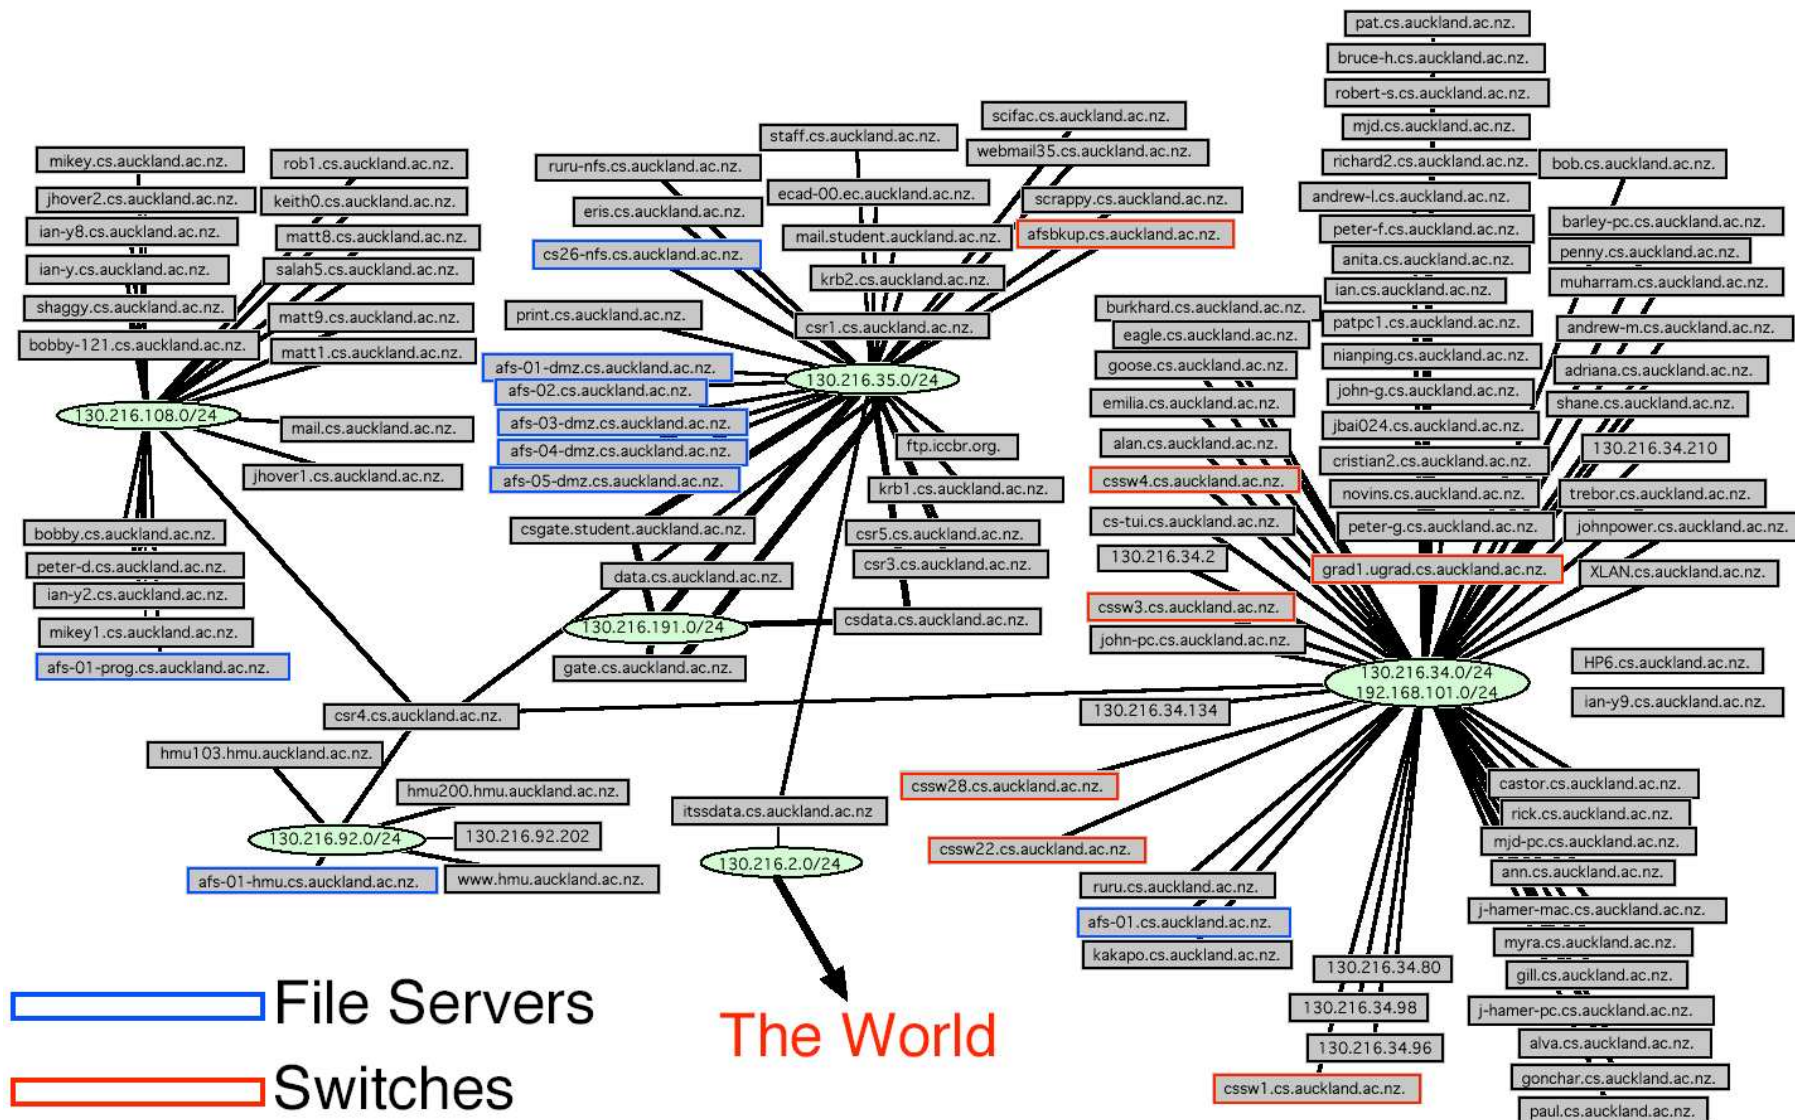 pat.cs.auckland.ac.nz.
bruce-h.cs.auckland.ac.nz.
robert-s.cs.auckland.ac.nz.
mjd.cs.auckland.ac.nz.
richard2.cs.auckland.ac.nz.
andrew-l.cs.auckland.ac.nz.
peter-f.cs.auckland.ac.nz.
anita.cs.auckland.ac.nz.
ian.cs.auckland.ac.nz.
patpc1.cs.auckland.ac.nz.
nianping.cs.auckland.ac.nz.
john-g.cs.auckland.ac.nz.
jbai024.cs.auckland.ac.nz.
cristian2.cs.auckland.ac.nz.
novins.cs.auckland.ac.nz.
peter-g.cs.auckland.ac.nz.
grad1.ugrad.cs.auckland.ac.nz.
bob.cs.auckland.ac.nz.
barley-pc.cs.auckland.ac.nz.
penny.cs.auckland.ac.nz.
muharram.cs.auckland.ac.nz.
andrew-m.cs.auckland.ac.nz.
adriana.cs.auckland.ac.nz.
shane.cs.auckland.ac.nz.
130.216.34.210
trebor.cs.auckland.ac.nz.
johnpower.cs.auckland.ac.nz.
XLAN.cs.auckland.ac.nz.
HP6.cs.auckland.ac.nz.
ian-y9.cs.auckland.ac.nz.
mikey.cs.auckland.ac.nz.
jhover2.cs.auckland.ac.nz.
ian-y8.cs.auckland.ac.nz.
ian-y.cs.auckland.ac.nz.
shaggy.cs.auckland.ac.nz.
bobby-121.cs.auckland.ac.nz.
rob1.cs.auckland.ac.nz.
keith0.cs.auckland.ac.nz.
matt8.cs.auckland.ac.nz.
salah5.cs.auckland.ac.nz.
matt9.cs.auckland.ac.nz.
matt1.cs.auckland.ac.nz.
130.216.108.0/24
mail.cs.auckland.ac.nz.
jhover1.cs.auckland.ac.nz.
bobby.cs.auckland.ac.nz.
peter-d.cs.auckland.ac.nz.
ian-y2.cs.auckland.ac.nz.
mikey1.cs.auckland.ac.nz.
afs-01-prog.cs.auckland.ac.nz.
ruru-nfs.cs.auckland.ac.nz.
eris.cs.auckland.ac.nz.
cs26-nfs.cs.auckland.ac.nz.
print.cs.auckland.ac.nz.
afs-01-dmz.cs.auckland.ac.nz.
afs-02.cs.auckland.ac.nz.
afs-03-dmz.cs.auckland.ac.nz.
afs-04-dmz.cs.auckland.ac.nz.
afs-05-dmz.cs.auckland.ac.nz.
staff.cs.auckland.ac.nz.
ecad-00.ec.auckland.ac.nz.
mail.student.auckland.ac.nz.
krb2.cs.auckland.ac.nz.
csr1.cs.auckland.ac.nz.
scifac.cs.auckland.ac.nz.
webmail35.cs.auckland.ac.nz.
scrappy.cs.auckland.ac.nz.
afsbkup.cs.auckland.ac.nz.
130.216.35.0/24
ftp.iccbr.org.
krb1.cs.auckland.ac.nz.
csr5.cs.auckland.ac.nz.
csr3.cs.auckland.ac.nz.
csgate.student.auckland.ac.nz.
data.cs.auckland.ac.nz.
130.216.191.0/24
csdata.cs.auckland.ac.nz.
gate.cs.auckland.ac.nz.
burkhard.cs.auckland.ac.nz.
eagle.cs.auckland.ac.nz.
goose.cs.auckland.ac.nz.
emilia.cs.auckland.ac.nz.
alan.cs.auckland.ac.nz.
cssw4.cs.auckland.ac.nz.
cs-tui.cs.auckland.ac.nz.
130.216.34.2
cssw3.cs.auckland.ac.nz.
john-pc.cs.auckland.ac.nz.
130.216.34.0/24
192.168.101.0/24
130.216.34.134
csr4.cs.auckland.ac.nz.
hmu103.hmu.auckland.ac.nz.
hmu200.hmu.auckland.ac.nz.
130.216.92.0/24
130.216.92.202
afs-01-hmu.cs.auckland.ac.nz.
www.hmu.auckland.ac.nz.
itssdata.cs.auckland.ac.nz
130.216.2.0/24
cssw28.cs.auckland.ac.nz.
cssw22.cs.auckland.ac.nz.
ruru.cs.auckland.ac.nz.
afs-01.cs.auckland.ac.nz.
kakapo.cs.auckland.ac.nz.
130.216.34.80
130.216.34.98
130.216.34.96
cssw1.cs.auckland.ac.nz.
castor.cs.auckland.ac.nz.
rick.cs.auckland.ac.nz.
mjd-pc.cs.auckland.ac.nz.
ann.cs.auckland.ac.nz.
j-hamer-mac.cs.auckland.ac.nz.
myra.cs.auckland.ac.nz.
gill.cs.auckland.ac.nz.
j-hamer-pc.cs.auckland.ac.nz.
alva.cs.auckland.ac.nz.
gonchar.cs.auckland.ac.nz.
paul.cs.auckland.ac.nz.
File Servers
Switches
The World